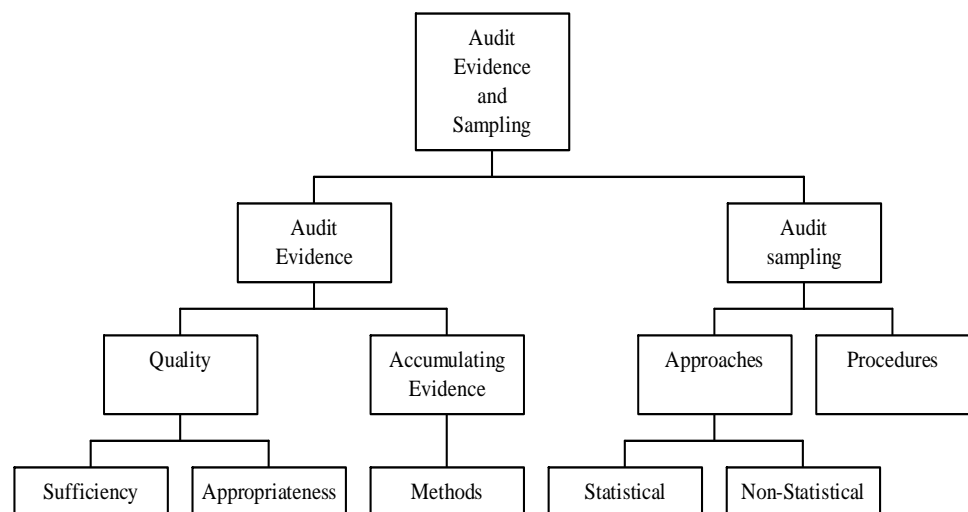 Audit
Evidence
and
Sampling
Audit
Evidence
Audit
sampling
Quality
Accumulating
Evidence
Approaches
Procedures
Sufficiency
Appropriateness
Methods
Statistical
Non-Statistical